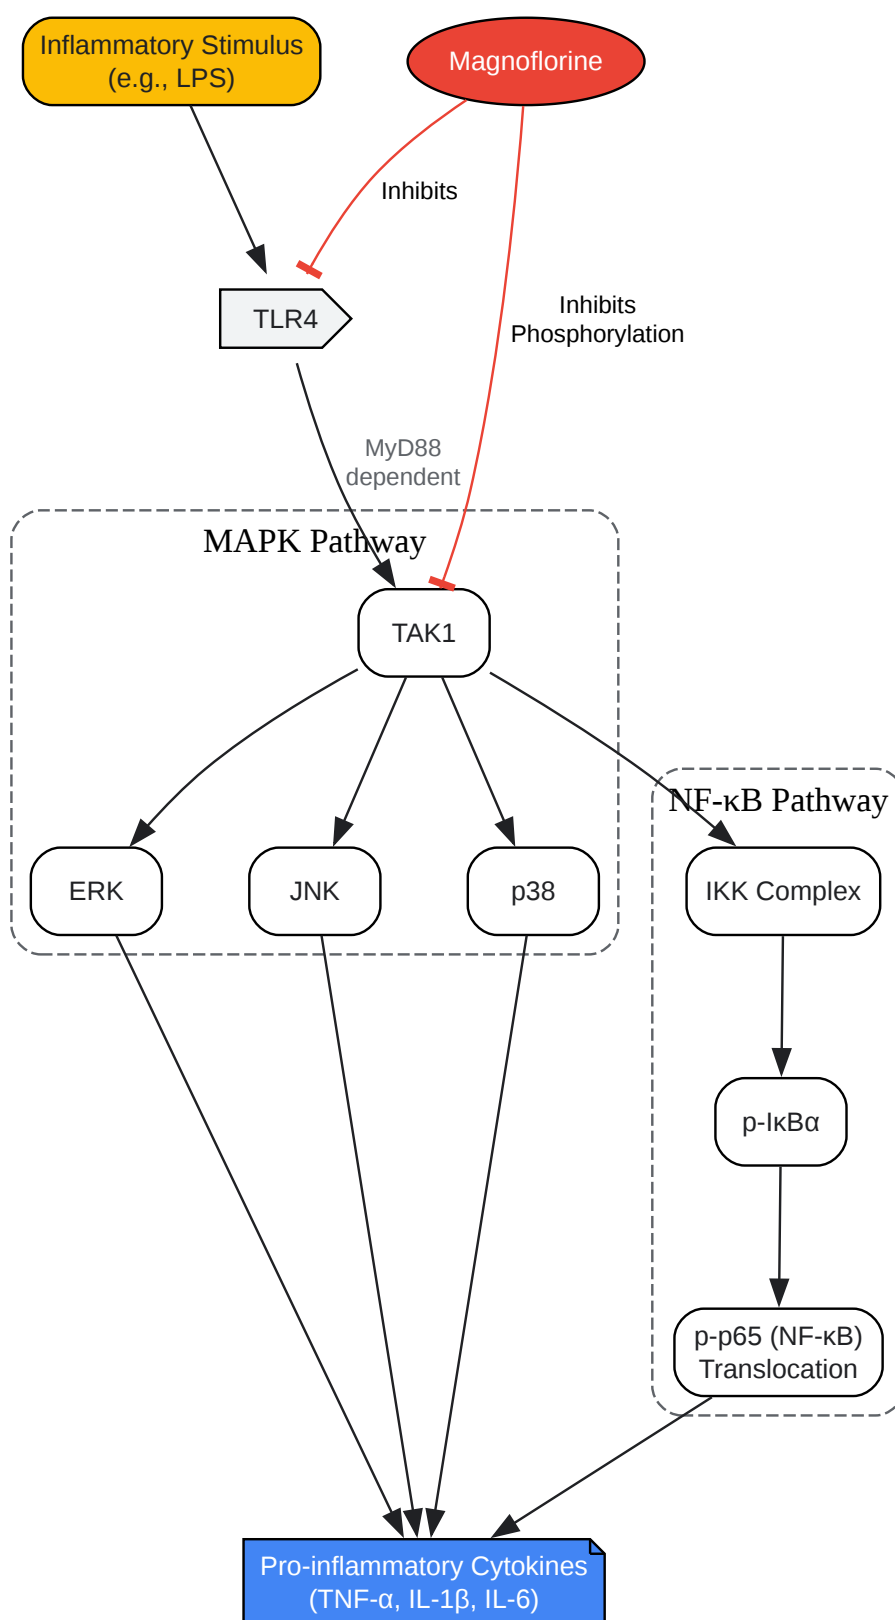 Inflammatory Stimulus
(e.g., LPS)
Magnoflorine
Inhibits
TLR4
Inhibits
Phosphorylation
MyD88
dependent
MAPK Pathway
TAK1
NF-κB Pathway
ERK
JNK
p38
IKK Complex
p-IκBα
p-p65 (NF-κB)
Translocation
Pro-inflammatory Cytokines
(TNF-α, IL-1β, IL-6)